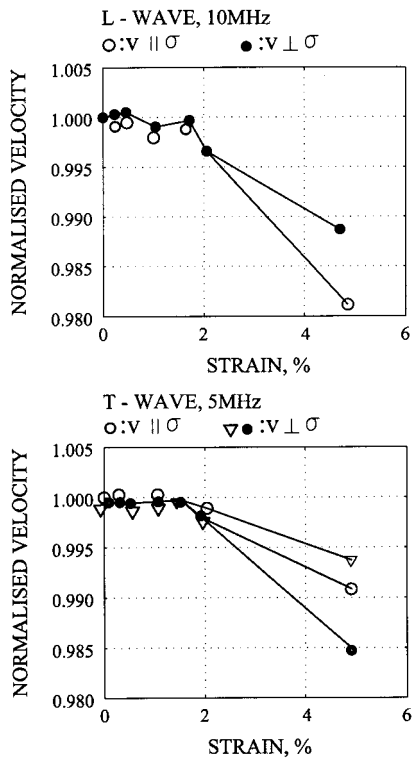 L - WAVE, 10MHz
○:v || σ ●:v ⊥ σ
1.005
1.000
0.995
0.990
0.985
0.980
NORMALISED VELOCITY
0 2 4 6
STRAIN, %
T - WAVE, 5MHz
○:v || σ ▽●:v ⊥ σ
1.005
1.000
0.995
0.990
0.985
0.980
NORMALISED VELOCITY
0 2 4 6
STRAIN, %